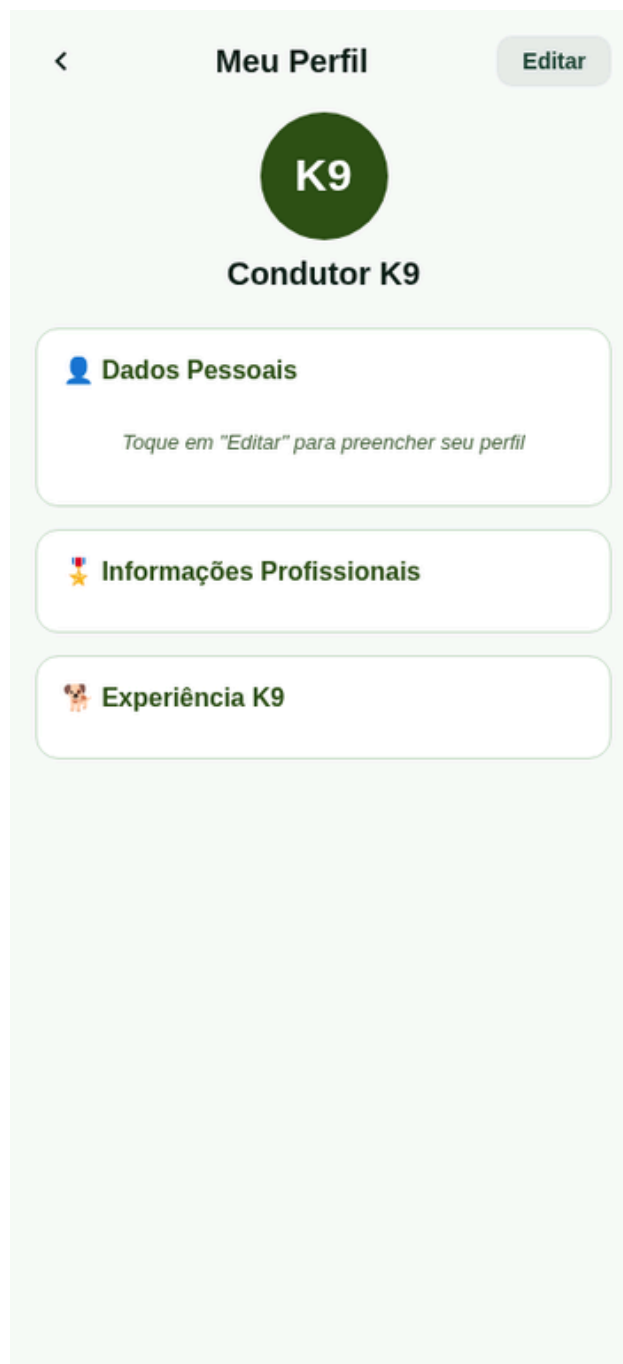 Meu Perfil
Editar
K9
Condutor K9
Dados Pessoais
Toque em "Editar" para preencher seu perfil
Informações Profissionais
Experiência K9